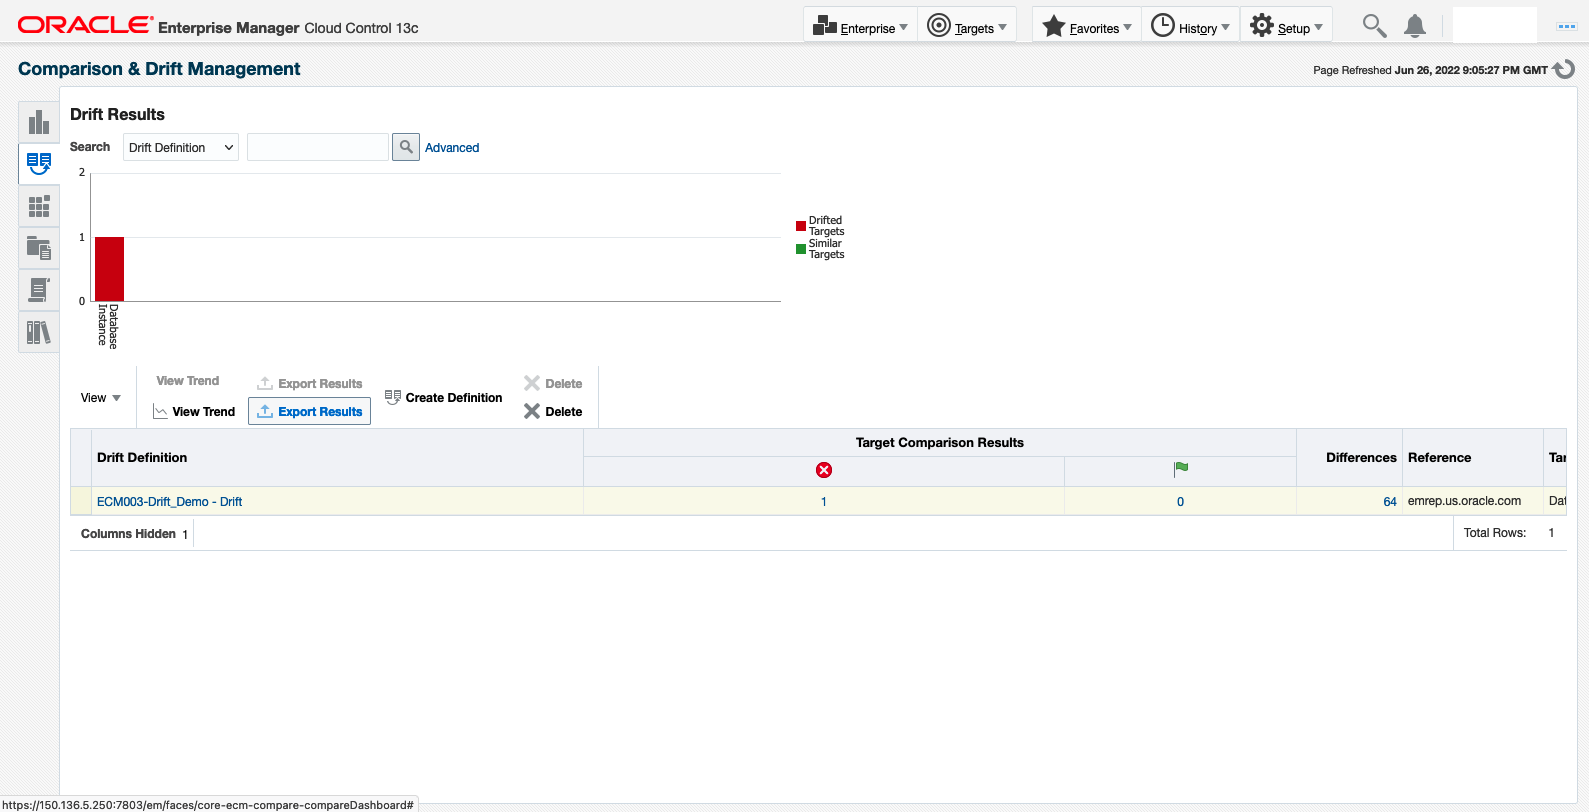 ORACLE Enterprise Manager Cloud Control 13c
Enterprise
Targets
Favorites
History
Setup
Comparison & Drift Management
Page Refreshed Jun 26, 2022 9:05:27 PM GMT
Drift Results
Search
Drift Definition
Advanced
2
1
0
Database
Instance
Drifted
Targets
Similar
Targets
View
View Trend
Export Results
Delete
View Trend
Export Results
Create Definition
Delete
Drift Definition
Target Comparison Results
Differences
Reference
Tar
ECM003-Drift_Demo - Drift
1
0
64
emrep.us.oracle.com
Dat
Columns Hidden 1
Total Rows: 1
https://150.136.5.250:7803/em/faces/core-ecm-compare-compareDashboard#